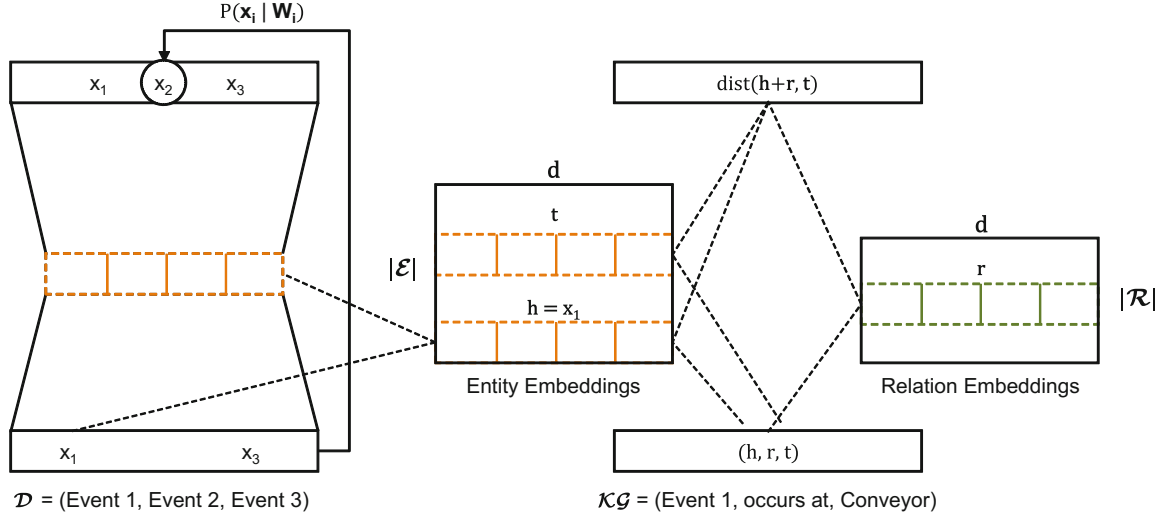 P(xᵢ | Wᵢ)
x₁ x₂ x₃
dist(h+r, t)
d
t
|ℰ|
h = x₁
Entity Embeddings
d
r
|ℛ|
Relation Embeddings
x₁ x₃
(h, r, t)
𝒟 = (Event 1, Event 2, Event 3)
𝒦𝒢 = (Event 1, occurs at, Conveyor)